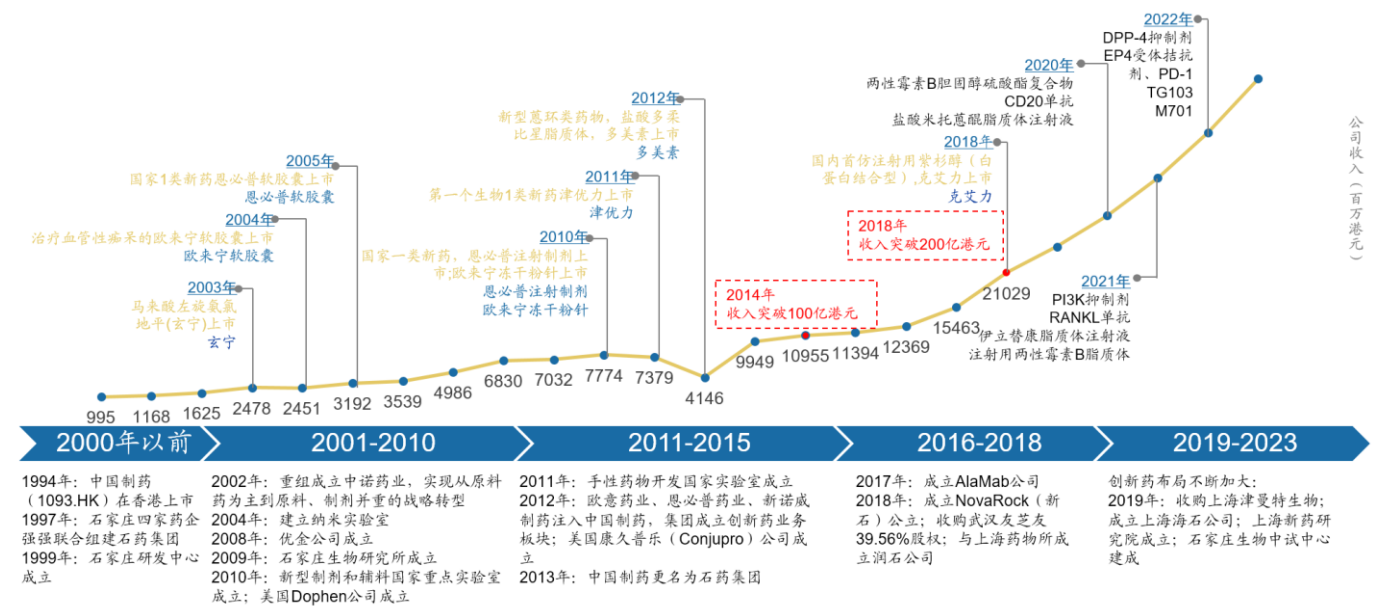 2022年
DPP-4抑制剂
EP4受体拮抗
剂、PD-1
TG103
M701
2020年
两性霉素B胆固醇硫酸酯复合物
CD20单抗
盐酸米托蒽醌脂质体注射液
2012年
新型蒽环类药物，盐酸多柔
比星脂质体，多美素上市
多美素
2018年
国内首仿注射用紫杉醇（白
蛋白结合型）,克艾力上市
克艾力
2005年
国家1类新药恩必普软胶囊上市
恩必普软胶囊
2011年
第一个生物1类新药津优力上市
津优力
2004年
治疗血管性痴呆的欧来宁软胶囊上市
欧来宁软胶囊
2010年
国家一类新药，恩必普注射制剂上
市;欧来宁冻干粉针上市
恩必普注射制剂
欧来宁冻干粉针
2003年
马来酸左旋氨氯
地平(玄宁)上市
玄宁
2018年
收入突破200亿港元
2014年
收入突破100亿港元
2021年
PI3K抑制剂
RANKL单抗
伊立替康脂质体注射液
注射用两性霉素B脂质体
公司收入（百万港元）
995
1168
1625
2478
2451
3192
3539
4986
6830
7032
7774
7379
4146
9949
10955
11394
12369
15463
21029
2000年以前
2001-2010
2011-2015
2016-2018
2019-2023
1994年：中国制药
（1093.HK）在香港上市
1997年：石家庄四家药企
强强联合组建石药集团
1999年：石家庄研发中心
成立
2002年：重组成立中诺药业，实现从原料
药为主到原料、制剂并重的战略转型
2004年：建立纳米实验室
2008年：优金公司成立
2009年：石家庄生物研究所成立
2010年：新型制剂和辅料国家重点实验室
成立；美国Dophen公司成立
2011年：手性药物开发国家实验室成立
2012年：欧意药业、恩必普药业、新诺威
制药注入中国制药，集团成立创新药业务
板块；美国康久普乐（Conjupro）公司成
立
2013年：中国制药更名为石药集团
2017年：成立AlaMab公司
2018年：成立NovaRock（新
石）公立；收购武汉友芝友
39.56%股权；与上海药物所成
立润石公司
创新药布局不断加大：
2019年：收购上海津曼特生物；
成立上海海石公司；上海新药研
究院成立；石家庄生物中试中心
建成